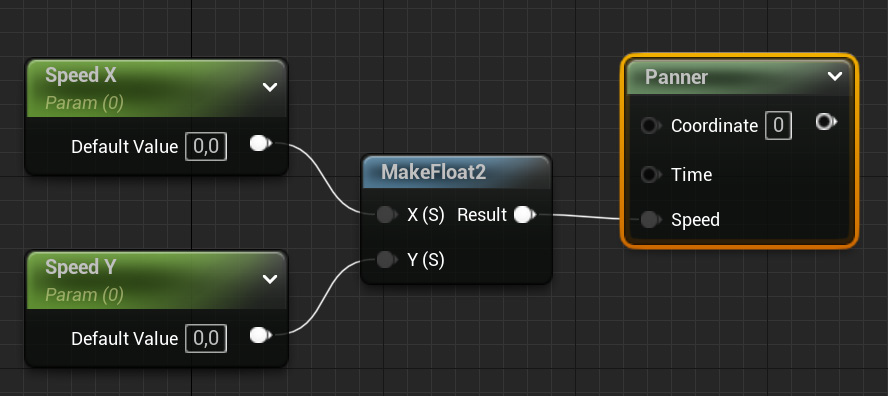 Speed X
Param (0)
Default Value 0,0
Speed Y
Param (0)
Default Value 0,0
MakeFloat2
X (S) Result
Y (S)
Panner
Coordinate 0
Time
Speed